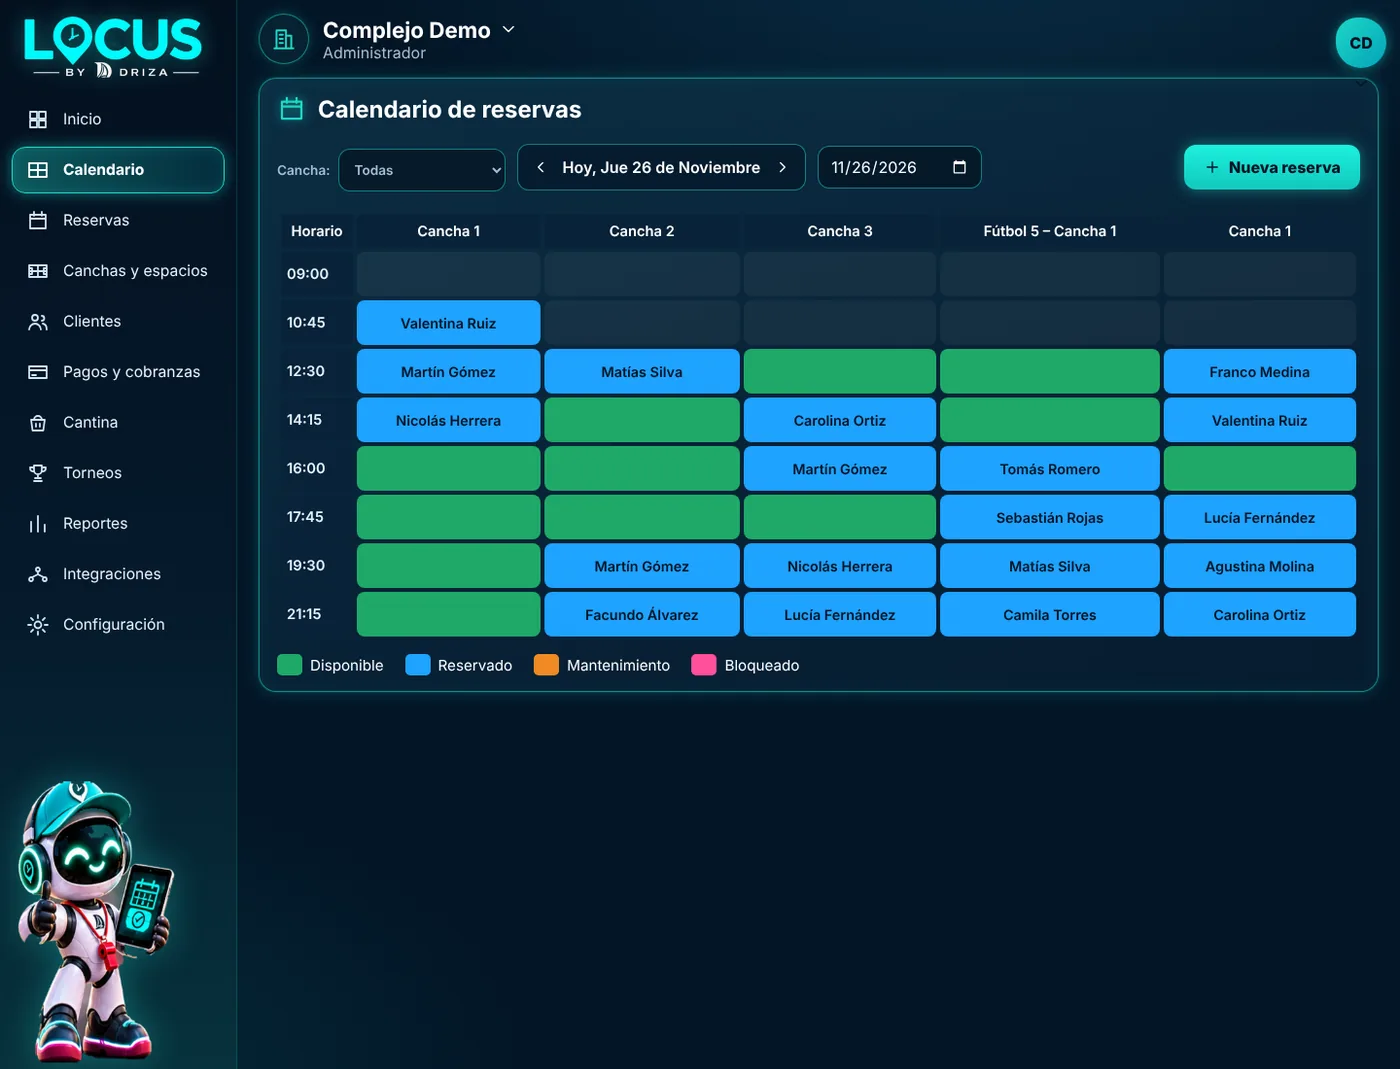 LOCUS
BY DRIZA
Inicio
Calendario
Reservas
Canchas y espacios
Clientes
Pagos y cobranzas
Cantina
Torneos
Reportes
Integraciones
Configuración
Complejo Demo
Administrador
CD
Calendario de reservas
Cancha: Todas
Hoy, Jue 26 de Noviembre
11/26/2026
+ Nueva reserva
Horario Cancha 1 Cancha 2 Cancha 3 Fútbol 5 – Cancha 1 Cancha 1
09:00
10:45 Valentina Ruiz
12:30 Martín Gómez Matías Silva Franco Medina
14:15 Nicolás Herrera Carolina Ortiz Valentina Ruiz
16:00 Martín Gómez Tomás Romero
17:45 Sebastián Rojas Lucía Fernández
19:30 Martín Gómez Nicolás Herrera Matías Silva Agustina Molina
21:15 Facundo Álvarez Lucía Fernández Camila Torres Carolina Ortiz
Disponible Reservado Mantenimiento Bloqueado